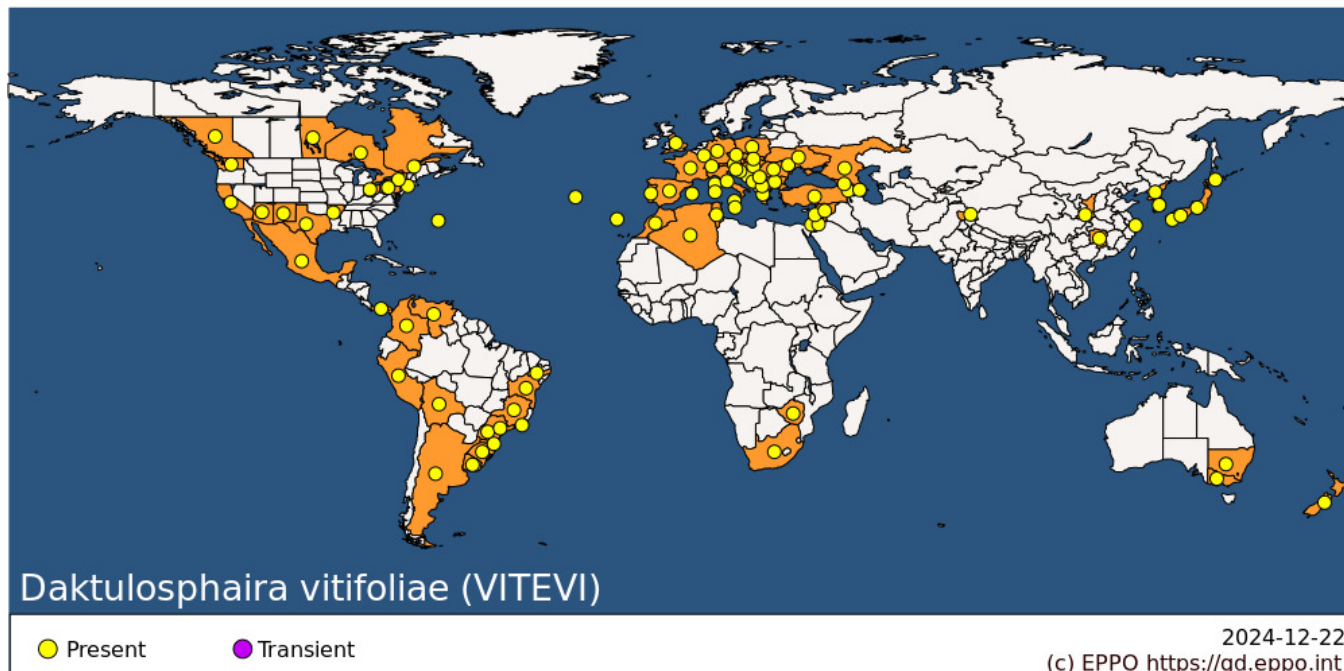 Daktulosphaira vitifoliae (VITEVI)
Present
Transient
2024-12-22
(c) EPPO https://gd.eppo.int